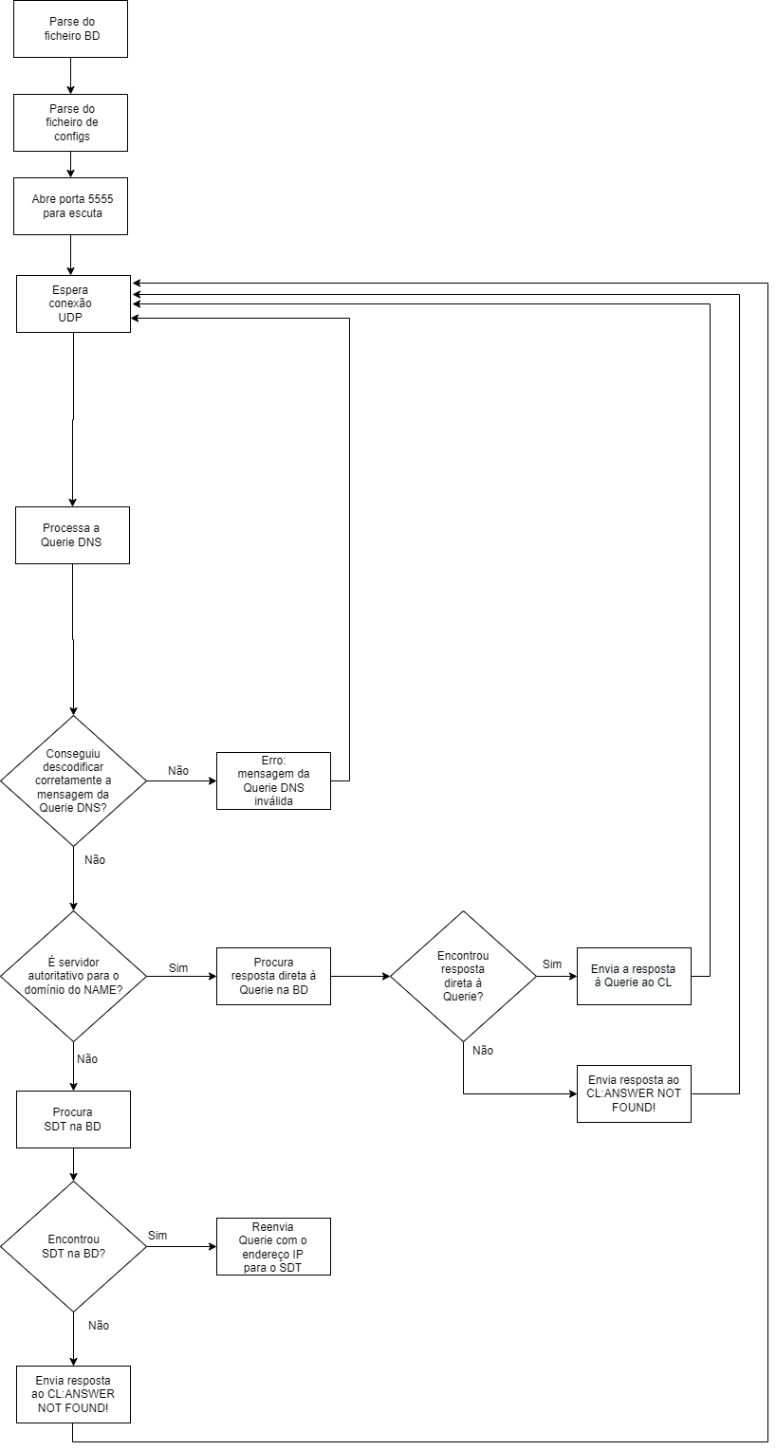 Parse do
ficheiro BD
Parse do
ficheiro de
configs
Abre porta 5555
para escuta
Espera
conexão
UDP
Processa a
Querie DNS
Conseguiu
descodificar
corretamente a
mensagem da
Querie DNS?
Não
Erro:
mensagem da
Querie DNS
inválida
Não
É servidor
autoritativo para o
domínio do NAME?
Sim
Procura
resposta direta à
Querie na BD
Encontrou
resposta
direta à
Querie?
Sim
Envia a resposta
à Querie ao CL
Não
Envia resposta ao
CL:ANSWER NOT
FOUND!
Não
Procura
SDT na BD
Encontrou
SDT na BD?
Sim
Reenvia
Querie com o
endereço IP
para o SDT
Não
Envia resposta
ao CL:ANSWER
NOT FOUND!